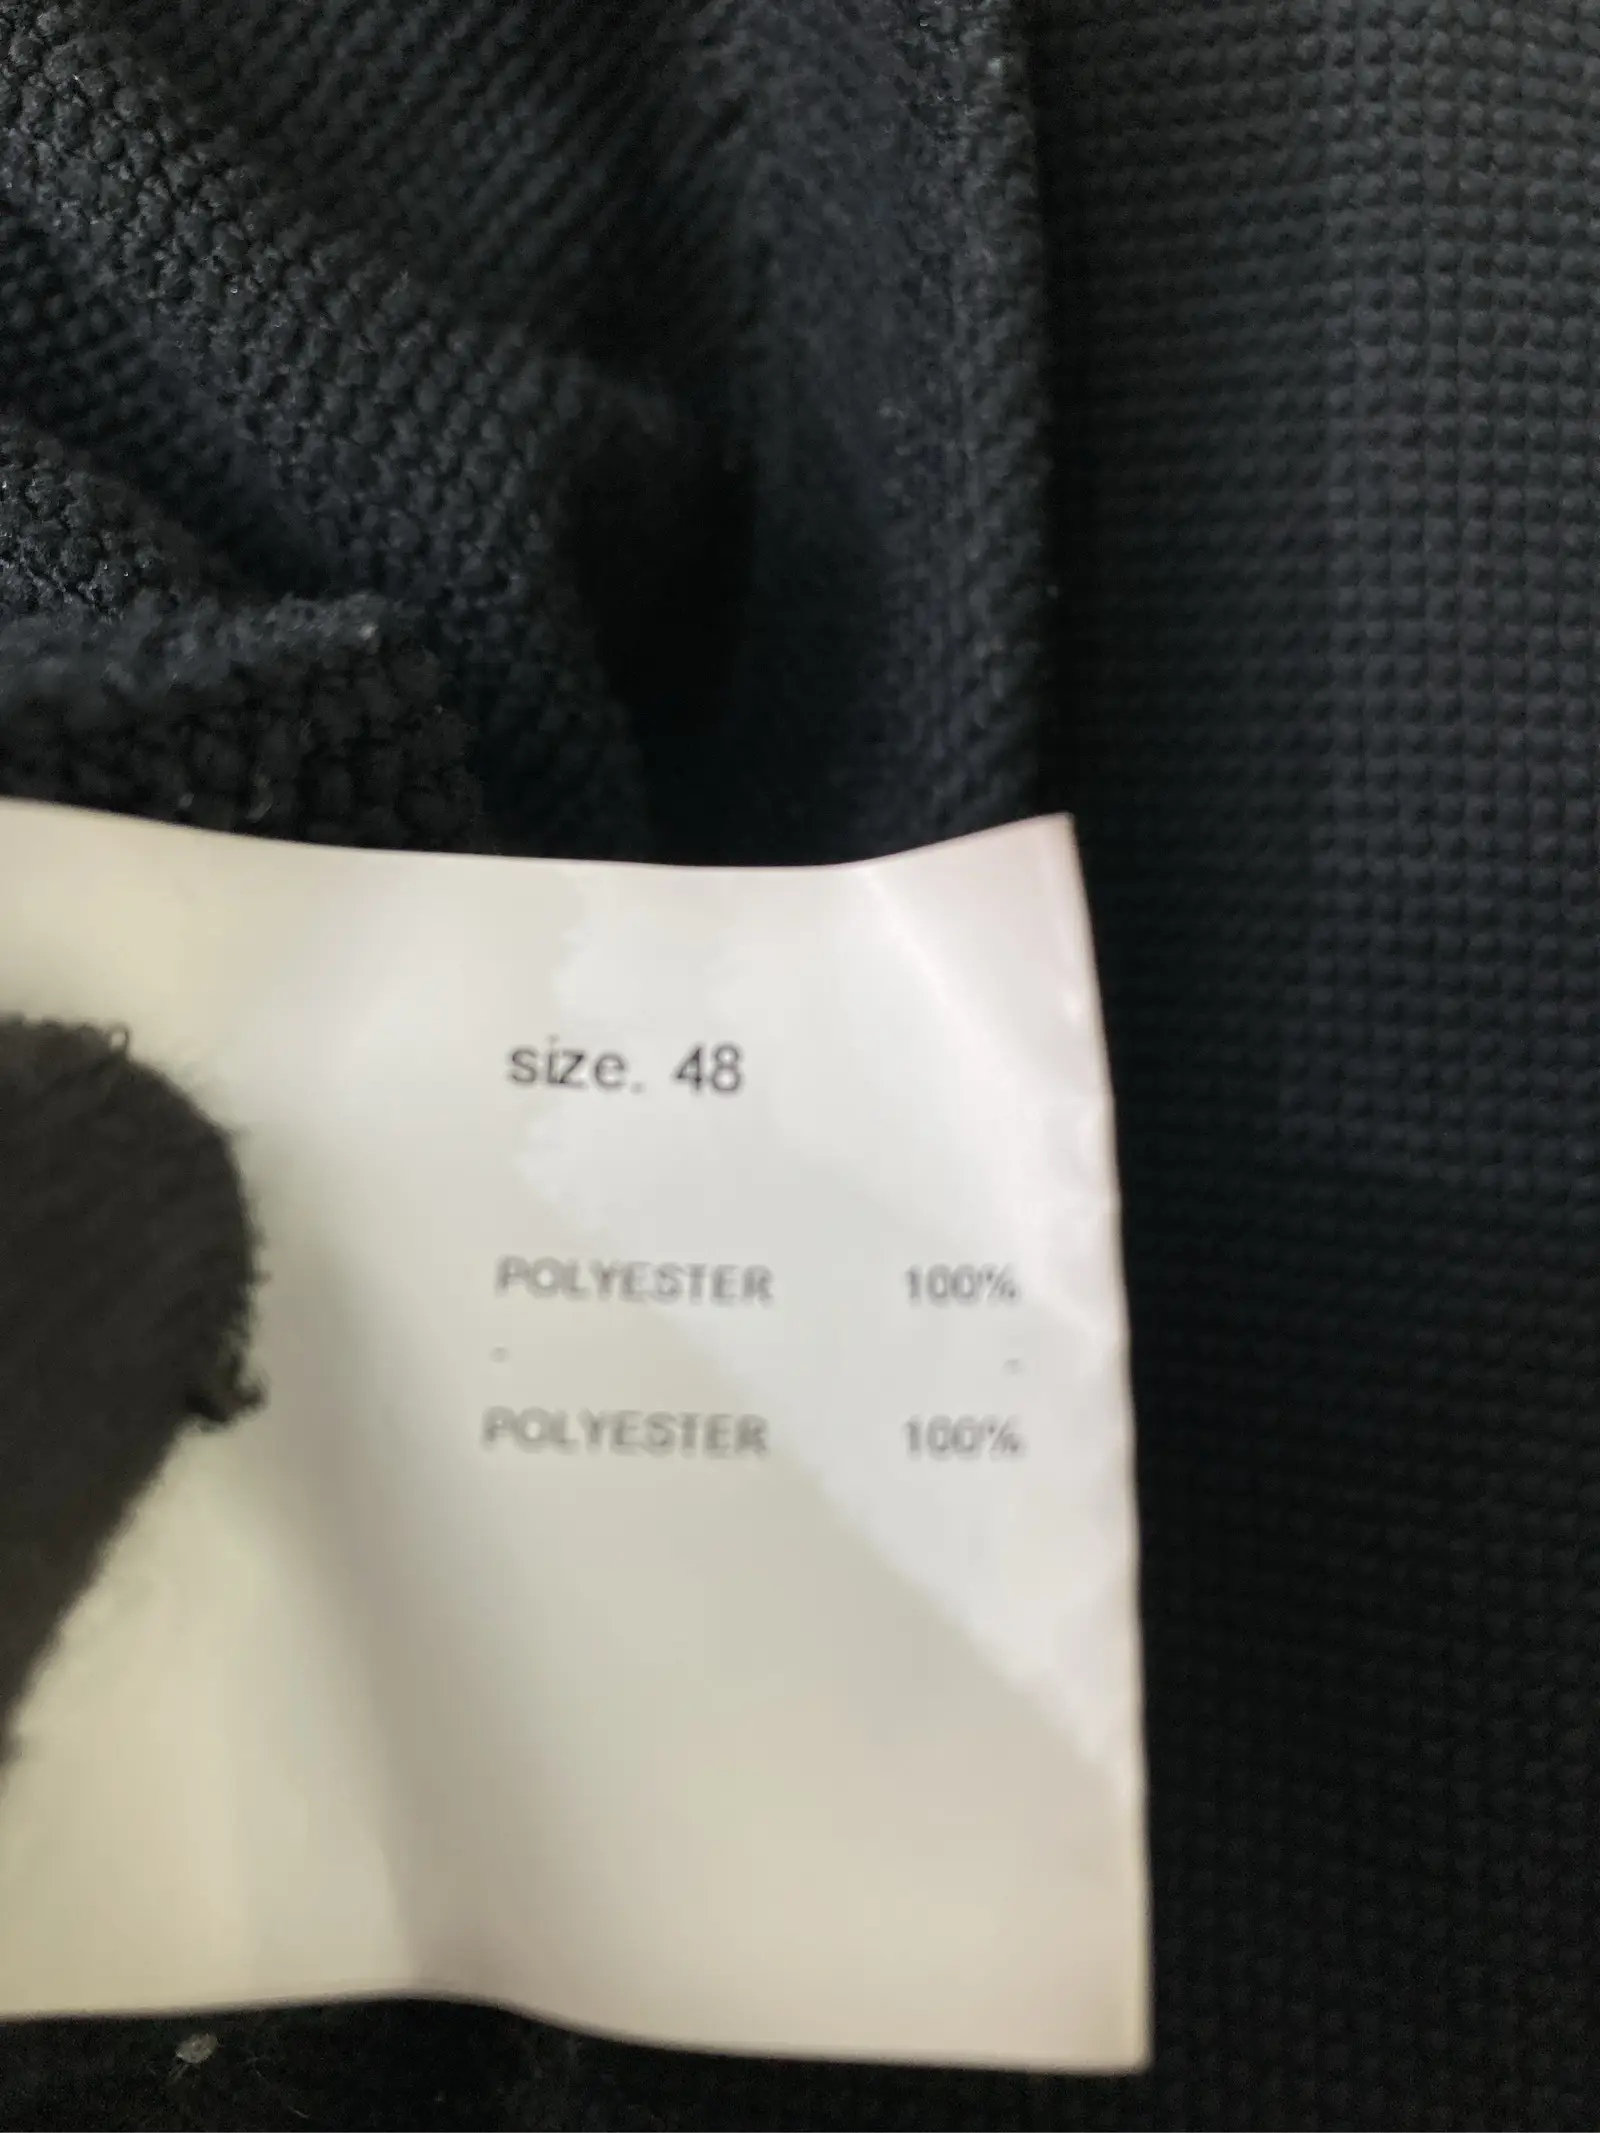 size. 48
POLYESTER 100%
- -
POLYESTER 100%